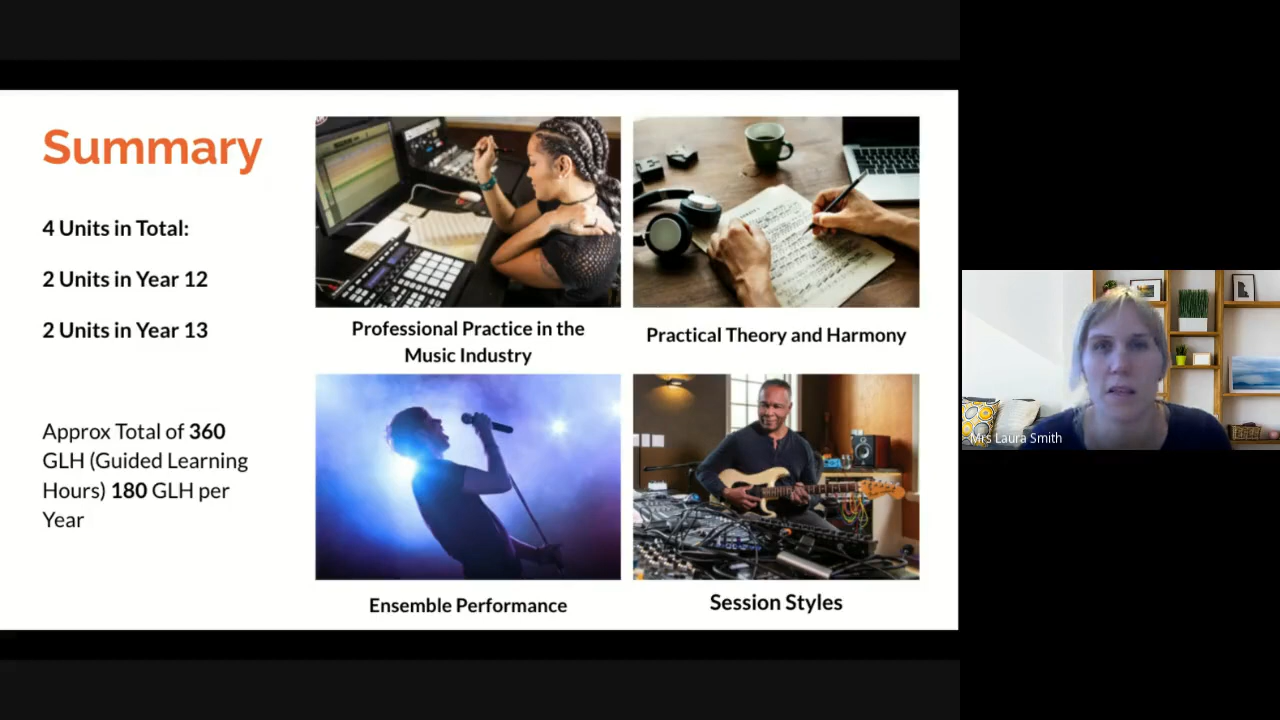 Summary
4 Units in Total:
2 Units in Year 12
2 Units in Year 13
Approx Total of 360
GLH (Guided Learning
Hours) 180 GLH per
Year
Professional Practice in the
Music Industry
Practical Theory and Harmony
Ensemble Performance
Session Styles
Mrs Laura Smith